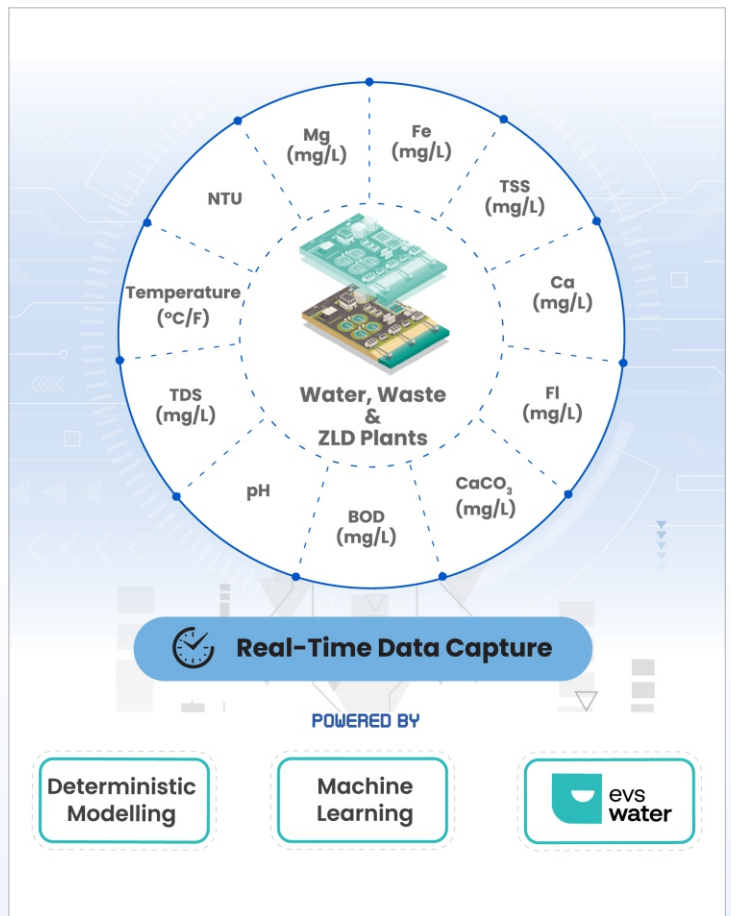 Mg
(mg/L)
Fe
(mg/L)
TSS
(mg/L)
NTU
Ca
(mg/L)
Temperature
(°C/F)
Fl
(mg/L)
TDS
(mg/L)
CaCO₃
(mg/L)
pH
BOD
(mg/L)
Water, Waste
&
ZLD Plants
Real-Time Data Capture
POWERED BY
Deterministic
Modelling
Machine
Learning
evs
water